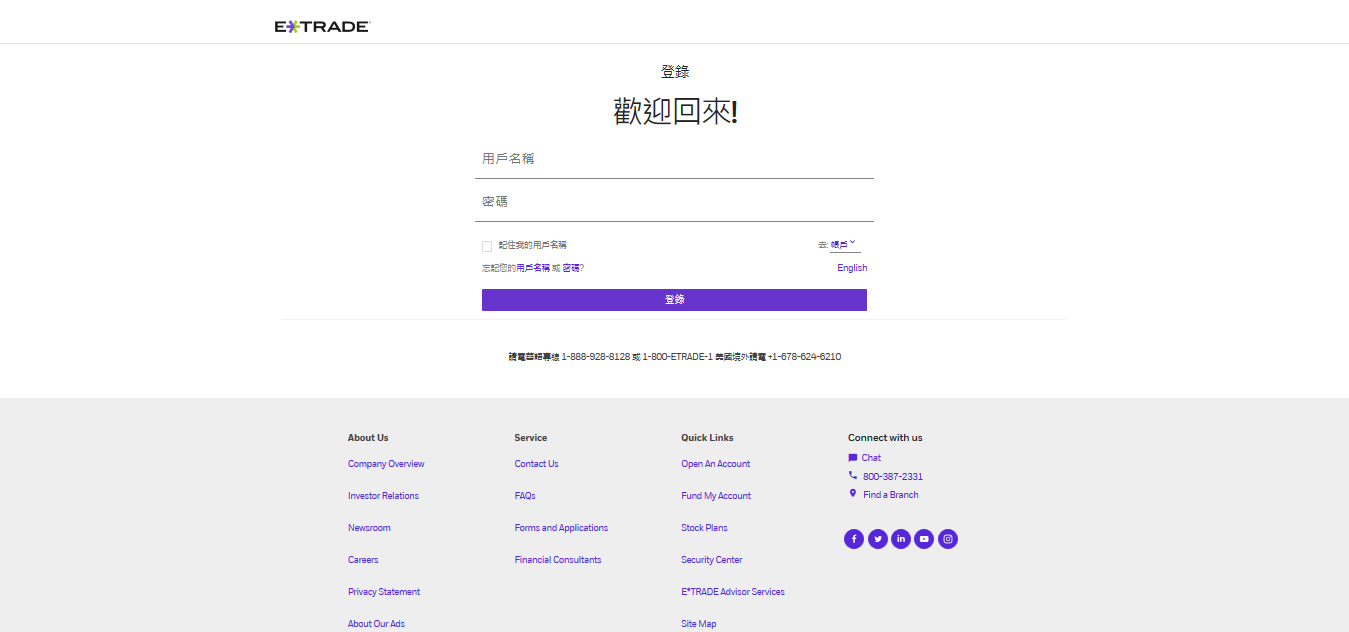 E*TRADE
登錄
歡迎回來!
用戶名稱
密碼
記住我的用戶名稱 去: 帳戶
忘記您的用戶名稱 或 密碼? English
登錄
請電華語專線 1-888-928-8128 或 1-800-ETRADE-1 美國境外請電 +1-678-624-6210
About Us Service Quick Links Connect with us
Chat
Company Overview Contact Us Open An Account
800-387-2331
Investor Relations FAQs Fund My Account Find a Branch
Newsroom Forms and Applications Stock Plans
Careers Financial Consultants Security Center
Privacy Statement E*TRADE Advisor Services
About Our Ads Site Map